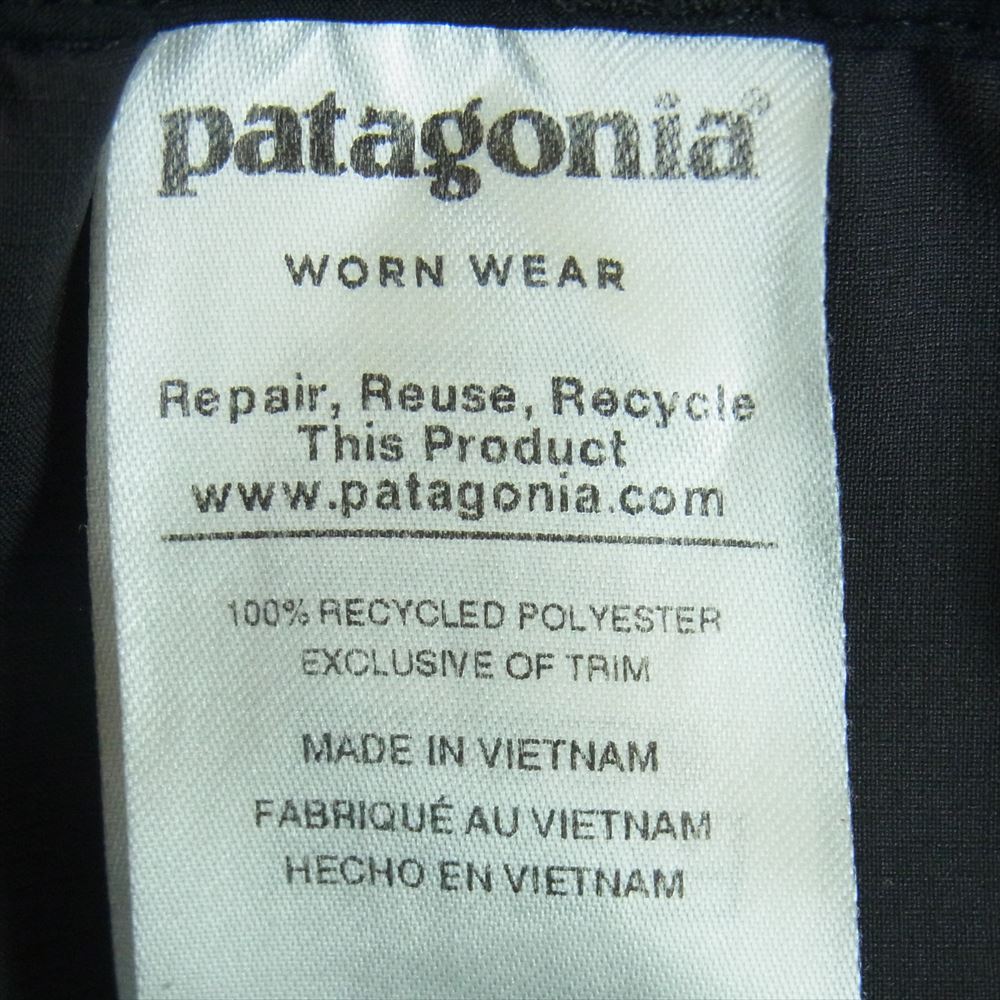 patagonia®
WORN WEAR
Repair, Reuse, Recycle
This Product
www.patagonia.com
100% RECYCLED POLYESTER
EXCLUSIVE OF TRIM
MADE IN VIETNAM
FABRIQUÉ AU VIETNAM
HECHO EN VIETNAM